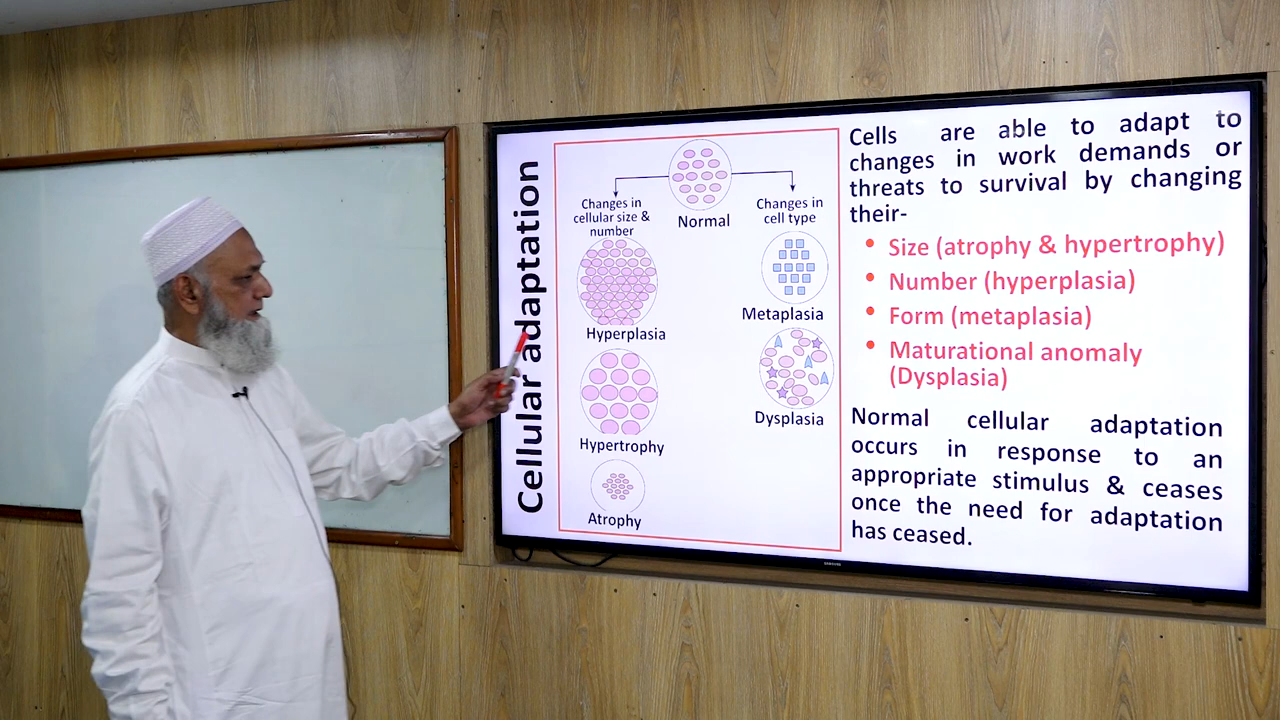 Cellular adaptation
Normal
Changes in
cellular size &
number
Changes in
cell type
Hyperplasia
Metaplasia
Hypertrophy
Dysplasia
Atrophy
Cells are able to adapt to
changes in work demands or
threats to survival by changing
their-
• Size (atrophy & hypertrophy)
• Number (hyperplasia)
• Form (metaplasia)
• Maturational anomaly
(Dysplasia)
Normal cellular adaptation
occurs in response to an
appropriate stimulus & ceases
once the need for adaptation
has ceased.
SAMSUNG